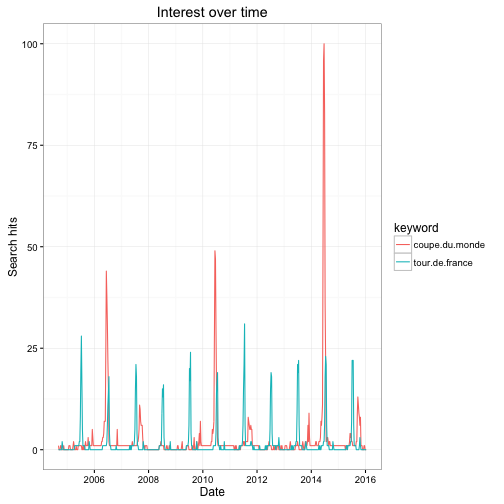 Interest over time
100
75
50
25
0
Search hits
2006
2008
2010
2012
2014
2016
Date
keyword
coupe.du.monde
tour.de.france